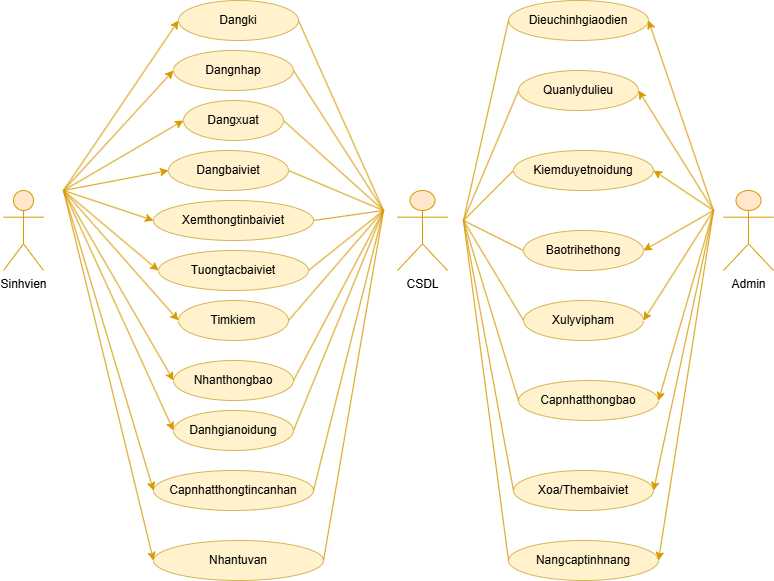 Dangki
Dangnhap
Dangxuat
Dangbaiviet
Xemthongtinbaiviet
Tuongtacbaiviet
Timkiem
Nhanthongbao
Danhgianoidung
Capnhatthongtincanhan
Nhantuvan
Sinhvien
CSDL
Dieuchinhgiaodien
Quanlydulieu
Kiemduyetnoidung
Baotrihethong
Xulyvipham
Capnhatthongbao
Xoa/Thembaiviet
Nangcaptinhnang
Admin